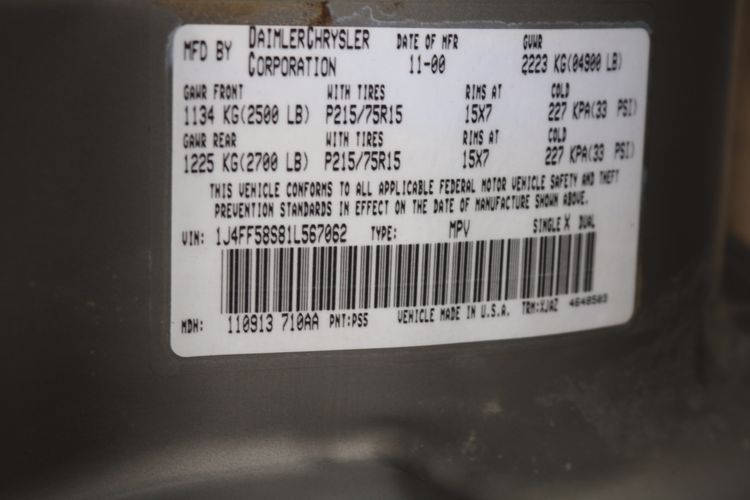 MFD BY DAIMLERCHRYSLER CORPORATION DATE OF MFR 11-00 GVWR 2223 KG(04900 LB)
GAWR FRONT WITH TIRES RIMS AT COLD
1134 KG(2500 LB) P215/75R15 15X7 227 KPA(33 PSI)
GAWR REAR WITH TIRES RIMS AT COLD
1225 KG(2700 LB) P215/75R15 15X7 227 KPA(33 PSI)
THIS VEHICLE CONFORMS TO ALL APPLICABLE FEDERAL MOTOR VEHICLE SAFETY AND THEFT
PREVENTION STANDARDS IN EFFECT ON THE DATE OF MANUFACTURE SHOWN ABOVE.
VIN: 1J4FF58S81L567062 TYPE: MPV SINGLE X DUAL
MDH: 110913 710AA PNT:PS5 VEHICLE MADE IN U.S.A. TRM:XJAZ 4648503